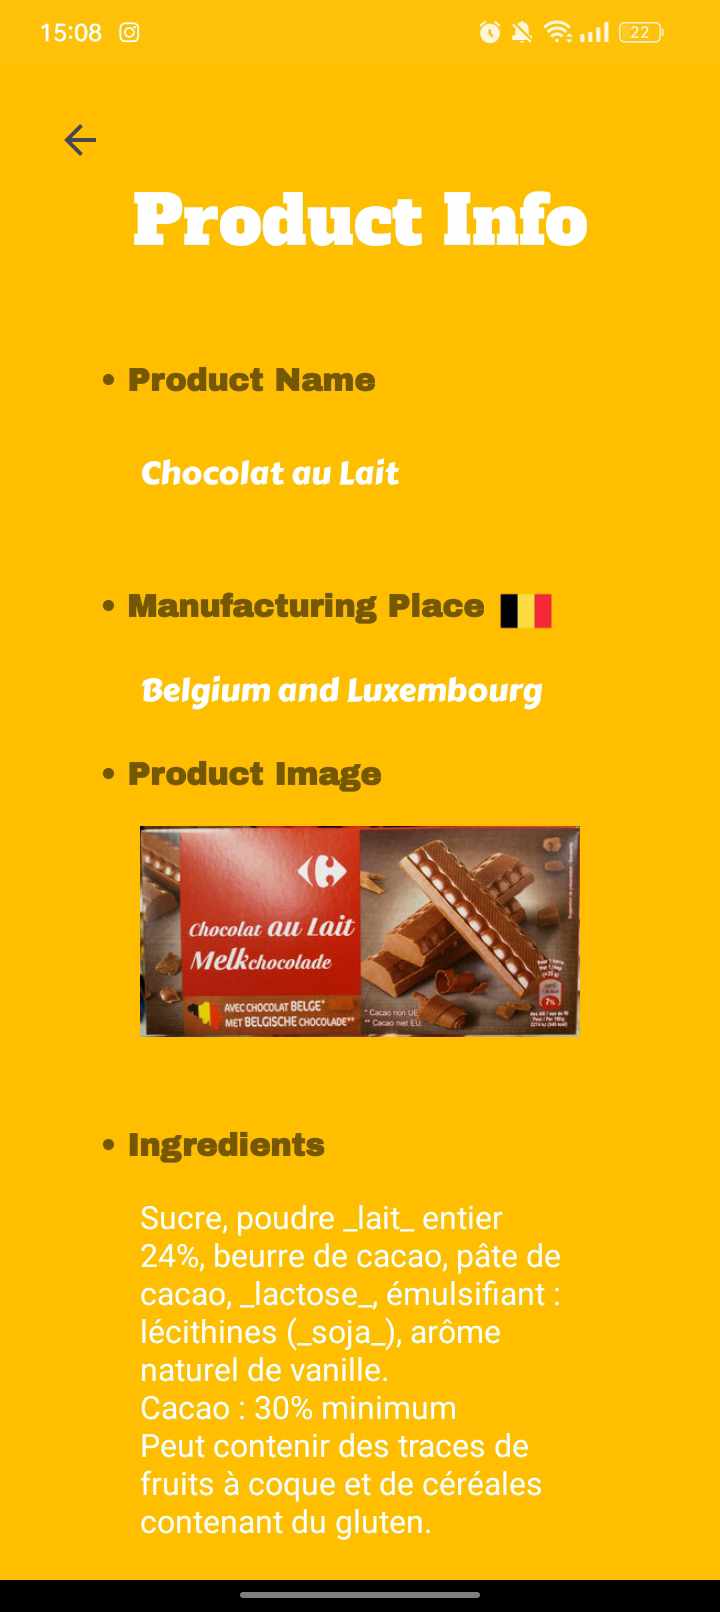 15:08
22
Product Info
• Product Name
Chocolat au Lait
• Manufacturing Place
Belgium and Luxembourg
• Product Image
Chocolat au Lait
Melkchocolade
AVEC CHOCOLAT BELGE*
MET BELGISCHE CHOCOLADE**
* Cacao non UE
** Cacao niet EU
7%
• Ingredients
Sucre, poudre _lait_ entier
24%, beurre de cacao, pâte de
cacao, _lactose_, émulsifiant :
lécithines (_soja_), arôme
naturel de vanille.
Cacao : 30% minimum
Peut contenir des traces de
fruits à coque et de céréales
contenant du gluten.